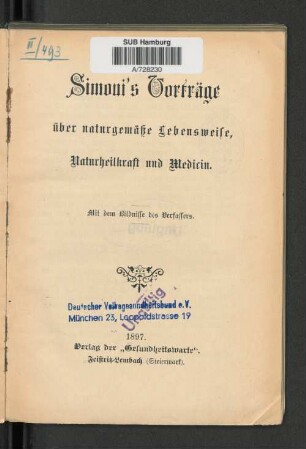 II/493
SUB Hamburg
A/728230
Simoni's Vorträge
über naturgemäße Lebensweise,
Naturheilkraft und Medicin.
Mit dem Bildnisse des Verfassers.
Deutscher Volksgesundheitsbund e.V.
München 23, Leopoldstrasse 19
Ungültig
1897.
Verlag der „Gesundheitswarte".
Feistritz-Lembach (Steiermark).